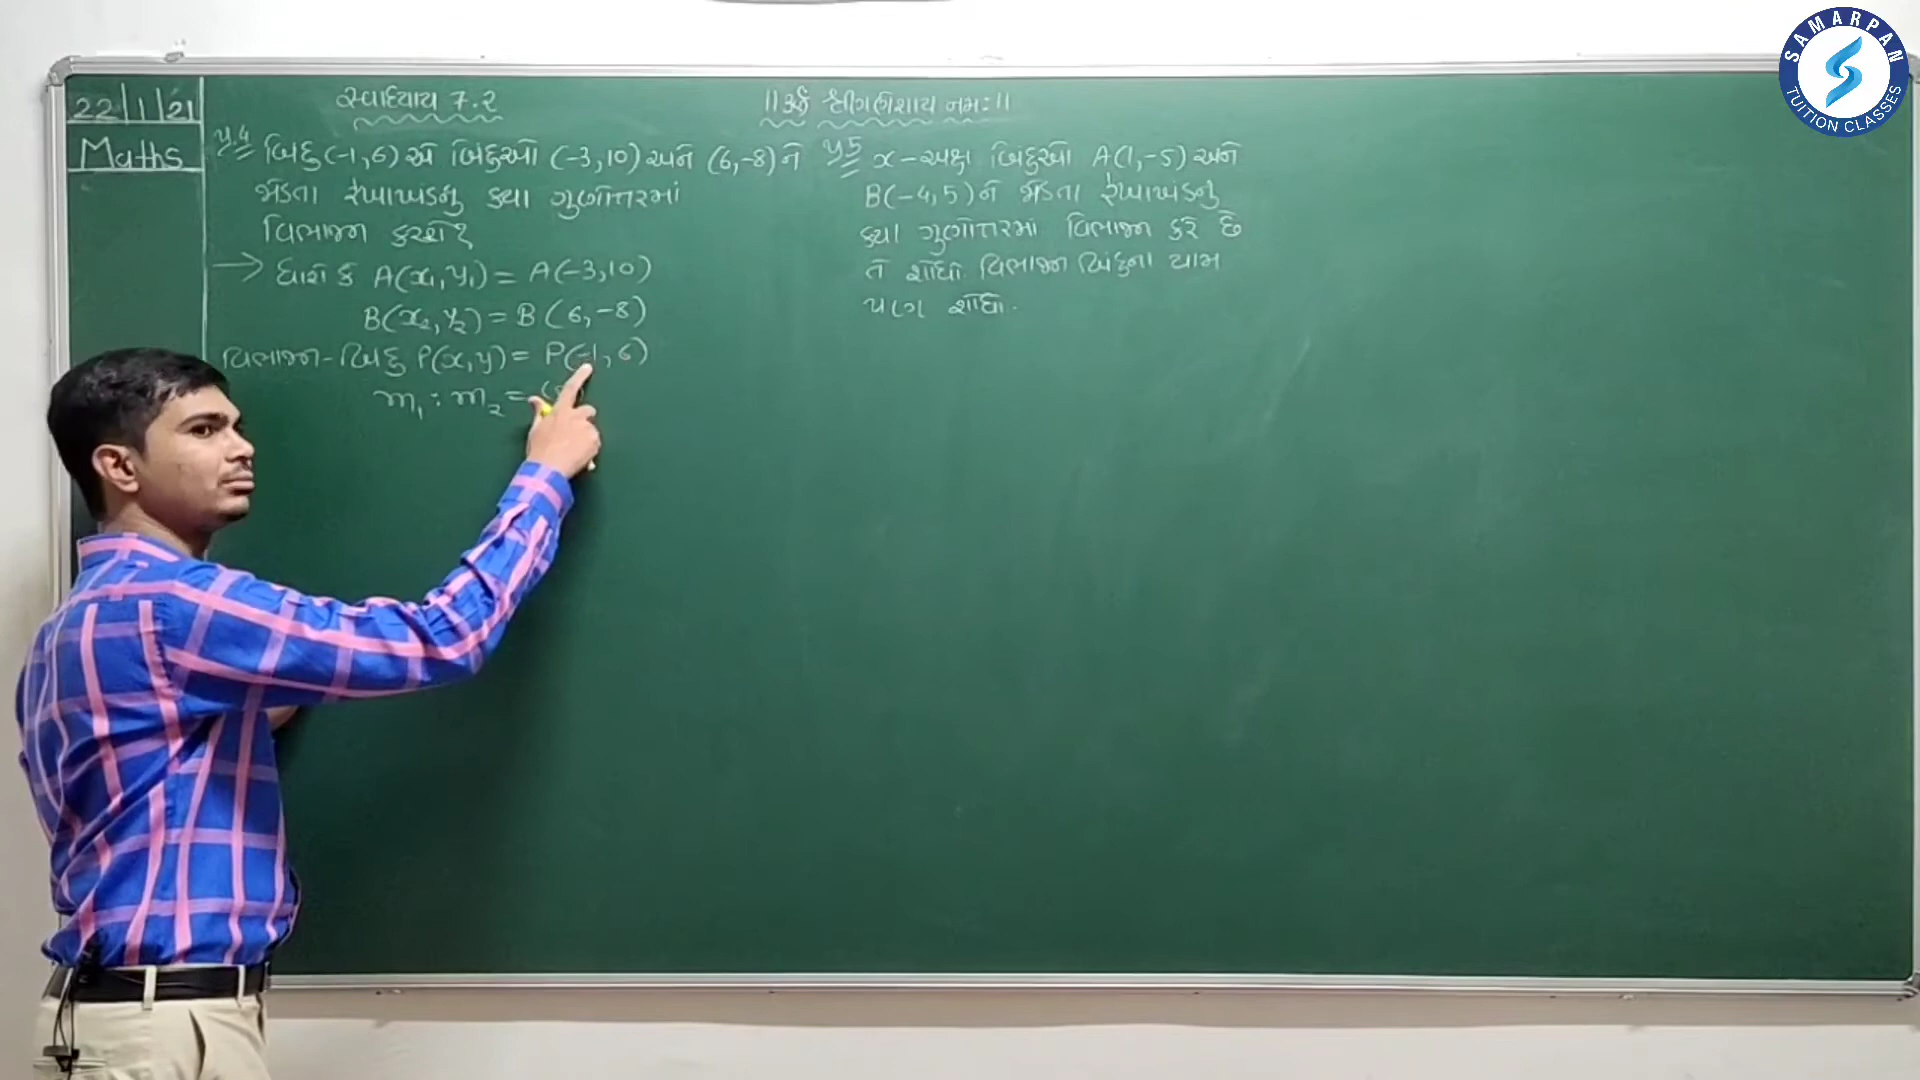 22/1/21
Maths
સ્વાધ્યાય 7.2
॥ૐ શ્રી ગણેશાય નમઃ॥
પ્ર.4 બિંદુ (-1,6) એ બિંદુઓ (-3,10) અને (6,-8) ને
જોડતા રેખાખંડનું કયા ગુણોત્તરમાં
વિભાજન કરશે?
→ ધારો કે A(x₁,y₁) = A(-3,10)
B(x₂,y₂) = B(6,-8)
વિભાજન-બિંદુ P(x,y) = P(-1,6)
m₁ : m₂ =
પ્ર.5 x-અક્ષ બિંદુઓ A(1,-5) અને
B(-4,5) ને જોડતા રેખાખંડનું
કયા ગુણોત્તરમાં વિભાજન કરે છે
તે શોધો. વિભાજન બિંદુના યામ
પણ શોધો.
SAMARPAN
TUITION CLASSES